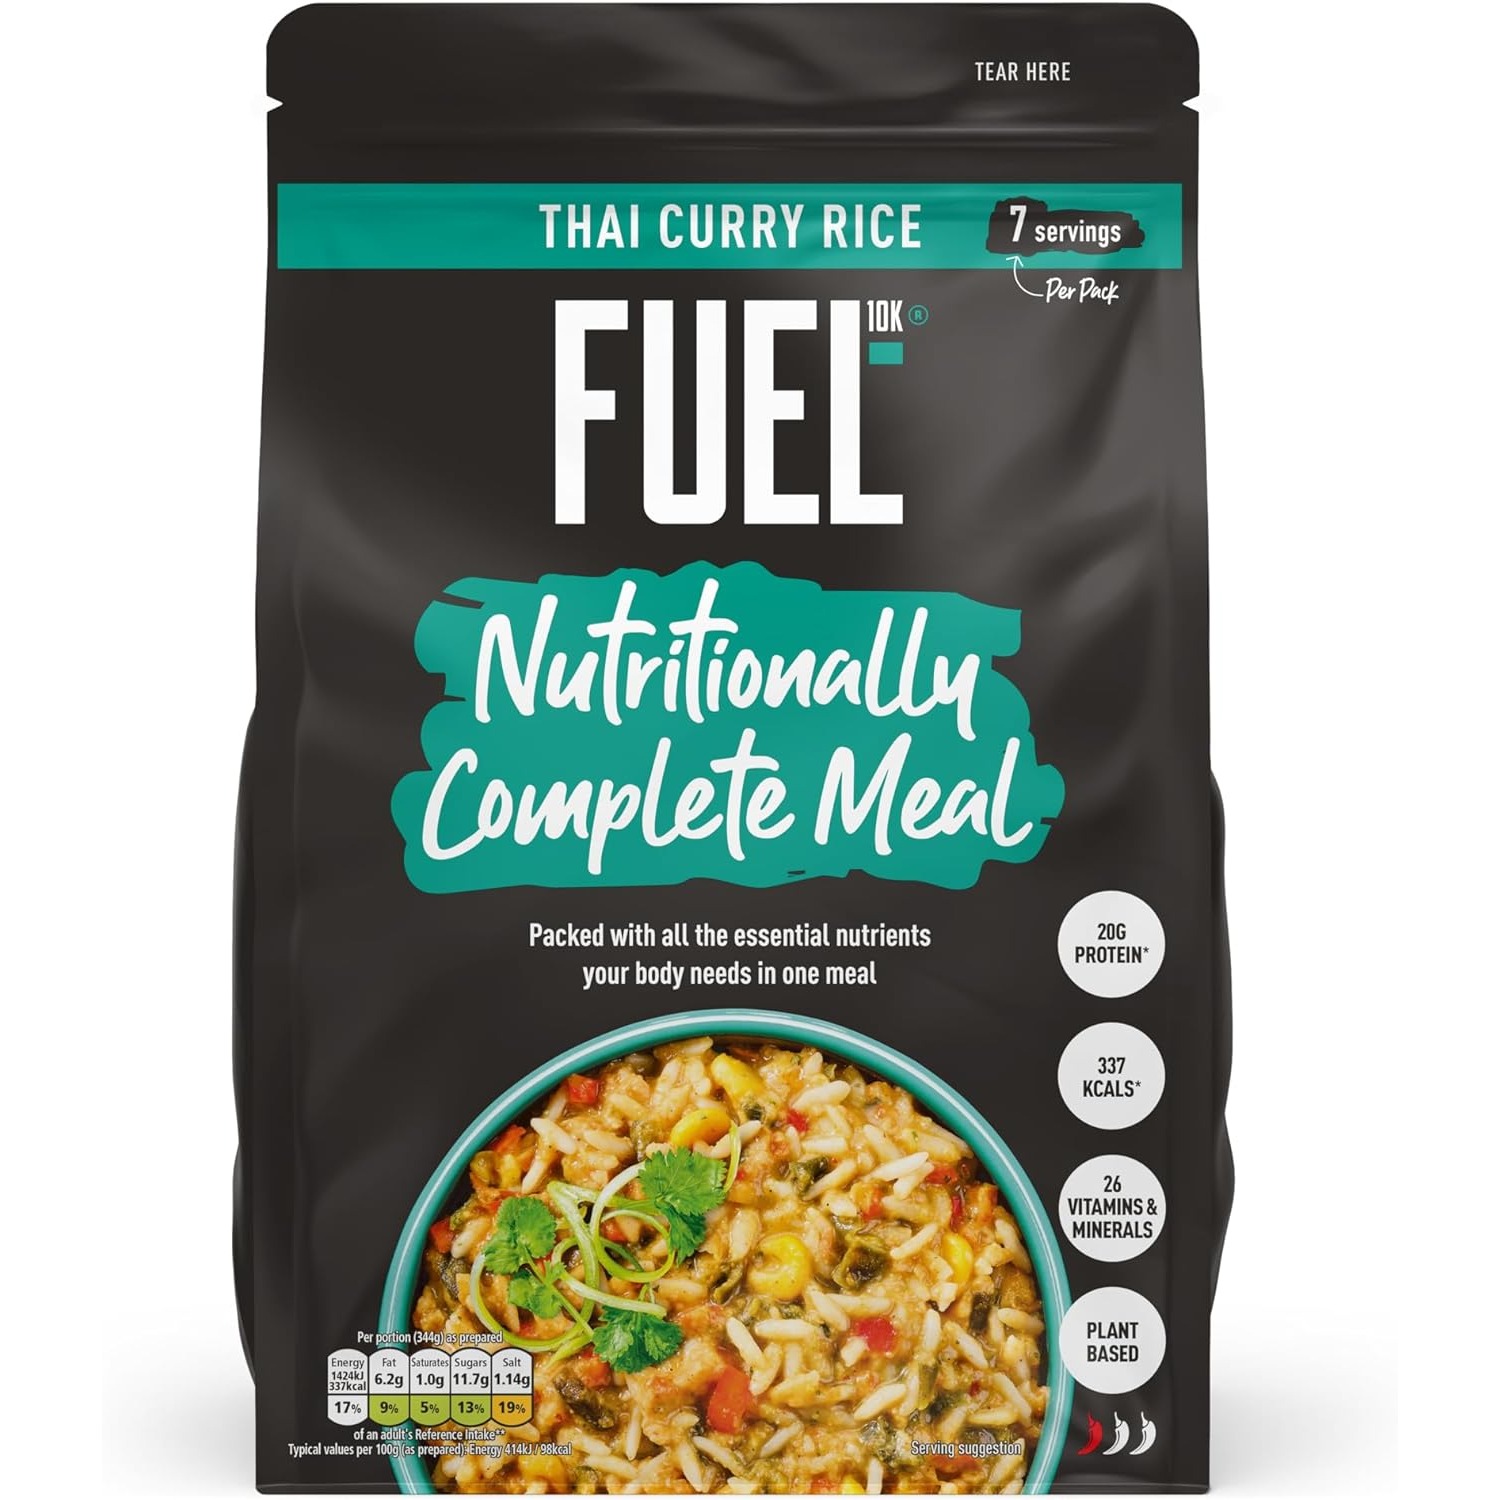 TEAR HERE
THAI CURRY RICE
7 servings
Per Pack
FUEL 10K®
Nutritionally
Complete Meal
Packed with all the essential nutrients
your body needs in one meal
20G
PROTEIN*
337
KCALS*
26
VITAMINS &
MINERALS
PLANT
BASED
Per portion (344g) as prepared
Energy Fat Saturates Sugars Salt
1424kJ
337kcal 6.2g 1.0g 11.7g 1.14g
17% 9% 5% 13% 19%
of an adult's Reference Intake**
Typical values per 100g (as prepared): Energy 414kJ / 98kcal
Serving suggestion